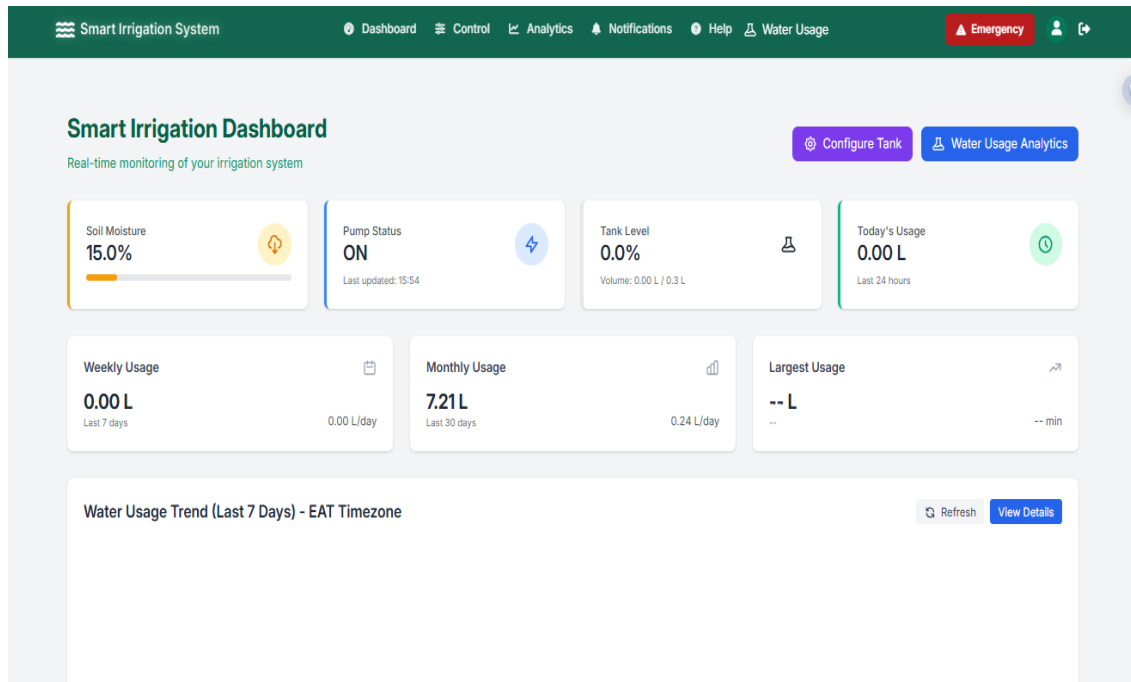 Smart Irrigation System Dashboard Control Analytics Notifications Help Water Usage Emergency
Smart Irrigation Dashboard
Real-time monitoring of your irrigation system
Configure Tank
Water Usage Analytics
Soil Moisture
15.0%
Pump Status
ON
Last updated: 15:54
Tank Level
0.0%
Volume: 0.00 L / 0.3 L
Today's Usage
0.00 L
Last 24 hours
Weekly Usage
0.00 L
Last 7 days
0.00 L/day
Monthly Usage
7.21 L
Last 30 days
0.24 L/day
Largest Usage
-- L
--
-- min
Water Usage Trend (Last 7 Days) - EAT Timezone
Refresh
View Details